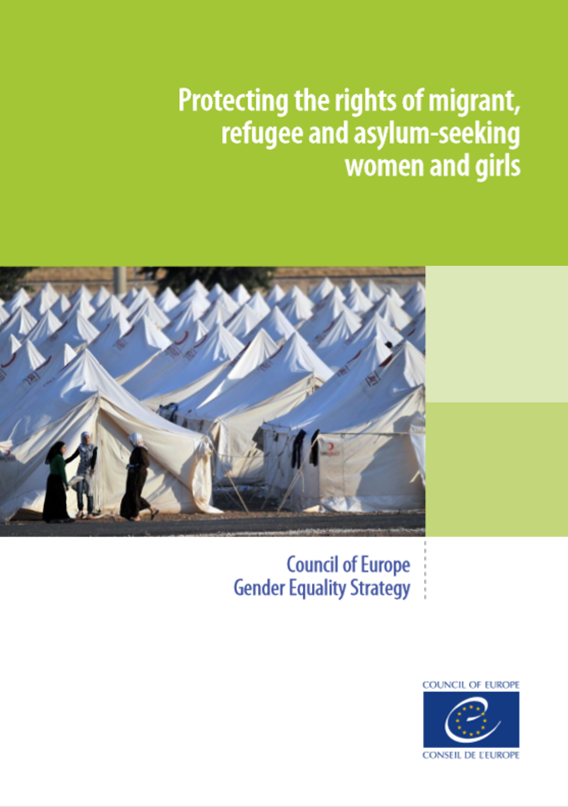 Protecting the rights of migrant,
refugee and asylum-seeking
women and girls
Council of Europe
Gender Equality Strategy
COUNCIL OF EUROPE
CONSEIL DE L'EUROPE